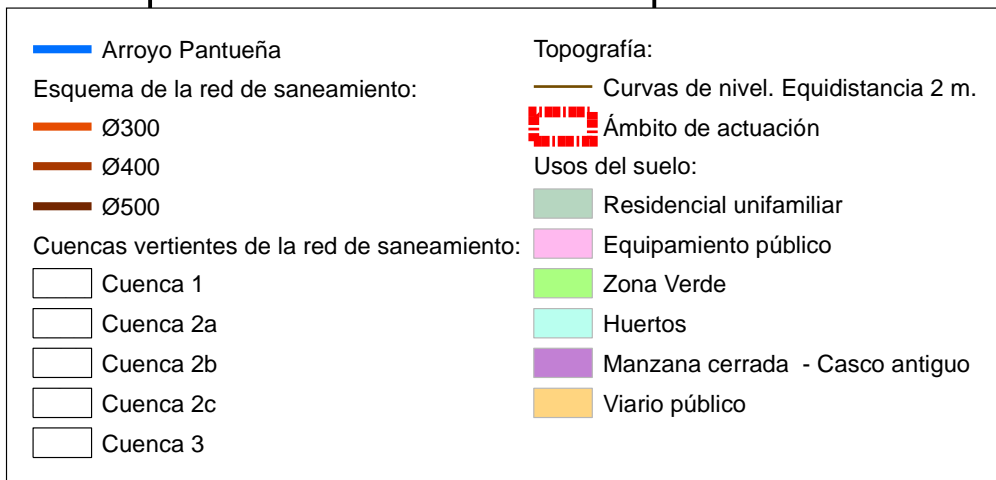 Arroyo Pantueña
Esquema de la red de saneamiento:
Ø300
Ø400
Ø500
Cuencas vertientes de la red de saneamiento:
Cuenca 1
Cuenca 2a
Cuenca 2b
Cuenca 2c
Cuenca 3
Topografía:
Curvas de nivel. Equidistancia 2 m.
Ámbito de actuación
Usos del suelo:
Residencial unifamiliar
Equipamiento público
Zona Verde
Huertos
Manzana cerrada  - Casco antiguo
Viario público